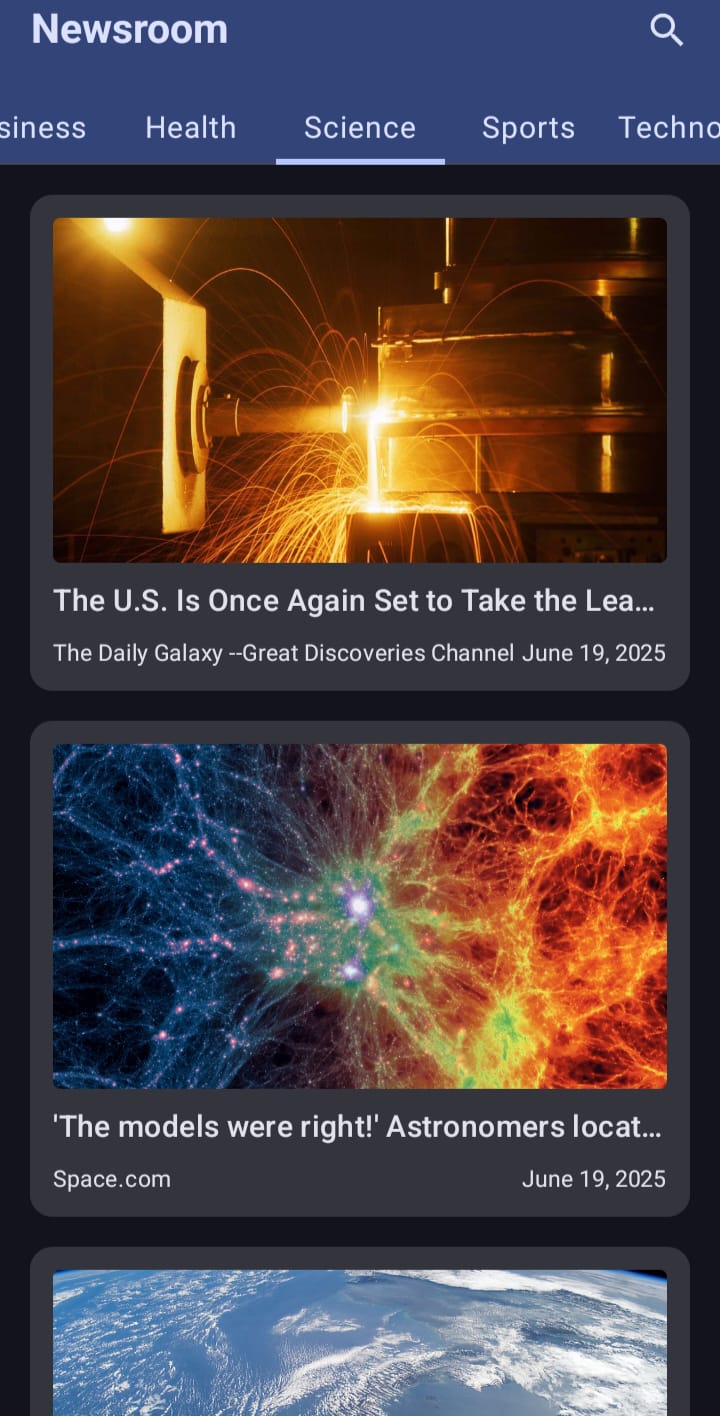 Newsroom
siness Health Science Sports Techno
The U.S. Is Once Again Set to Take the Lea...
The Daily Galaxy --Great Discoveries Channel June 19, 2025
'The models were right!' Astronomers locat...
Space.com June 19, 2025